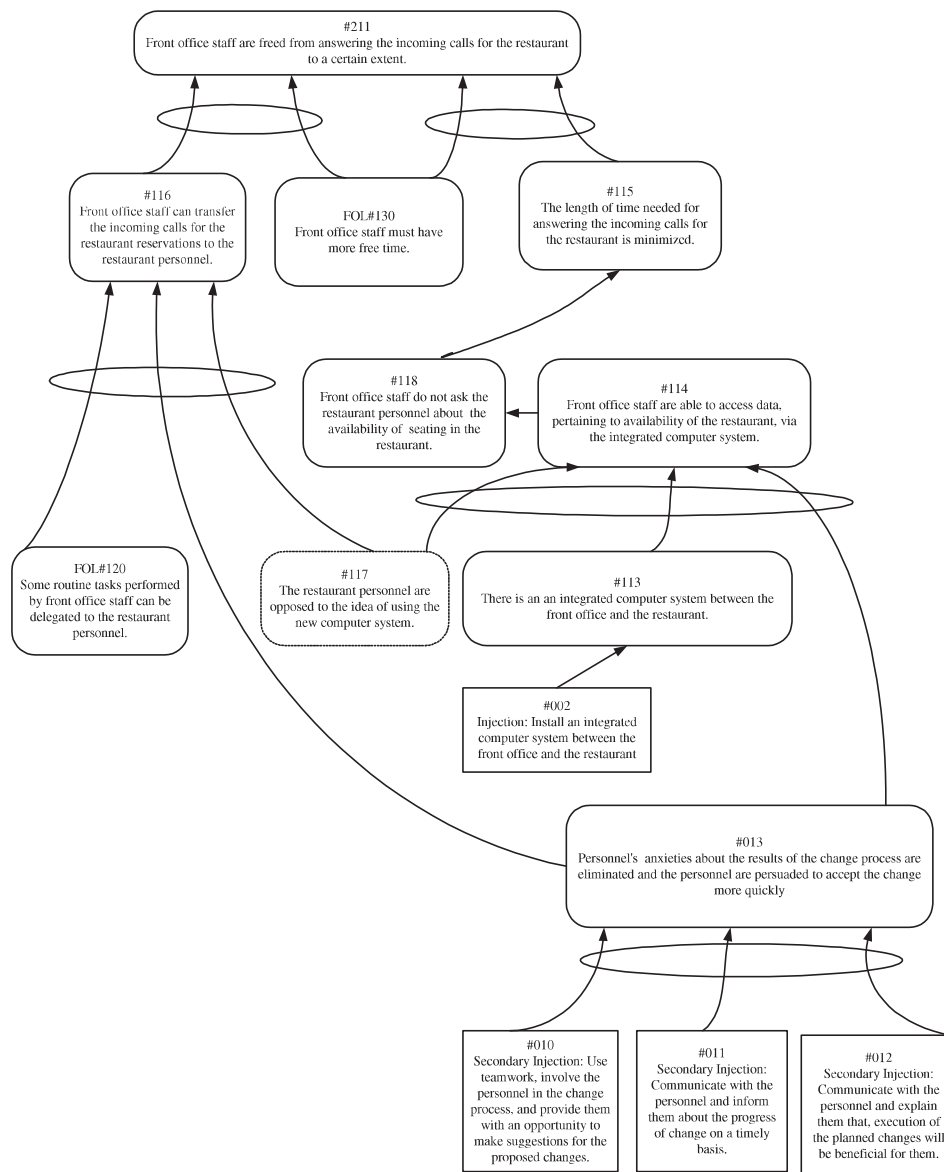 #211
Front office staff are freed from answering the incoming calls for the restaurant
to a certain extent.
#116
Front office staff can transfer
the incoming calls for the
restaurant reservations to the
restaurant personnel.
FOL#130
Front office staff must have
more free time.
#115
The length of time needed for
answering the incoming calls for
the restaurant is minimized.
#118
Front office staff do not ask the
restaurant personnel about the
availability of seating in the
restaurant.
#114
Front office staff are able to access data,
pertaining to availability of the restaurant, via
the integrated computer system.
FOL#120
Some routine tasks performed
by front office staff can be
delegated to the restaurant
personnel.
#117
The restaurant personnel are
opposed to the idea of using the
new computer system.
#113
There is an an integrated computer system between the
front office and the restaurant.
#002
Injection: Install an integrated
computer system between the
front office and the restaurant
#013
Personnel's anxieties about the results of the change process are
eliminated and the personnel are persuaded to accept the change
more quickly
#010
Secondary Injection: Use
teamwork, involve the
personnel in the change
process, and provide them
with an opportunity to
make suggestions for the
proposed changes.
#011
Secondary Injection:
Communicate with the
personnel and inform
them about the progress
of change on a timely
basis.
#012
Secondary Injection:
Communicate with the
personnel and explain
them that, execution of
the planned changes will
be beneficial for them.